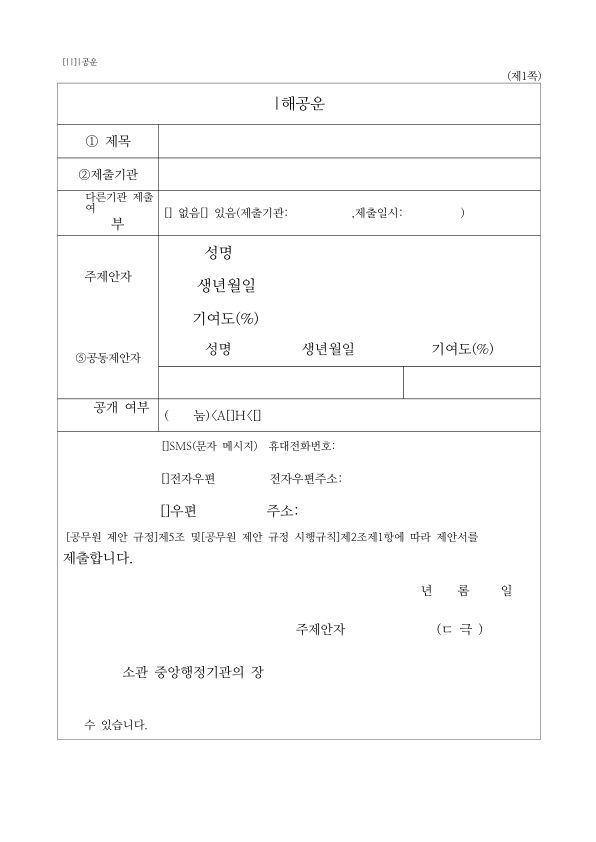 [||]|공운
(제1쪽)
|해공운
① 제목
②제출기관
다른기관 제출
여
부
[] 없음[] 있음(제출기관: ,제출일시: )
주제안자
성명
생년월일
기여도(%)
⑤공동제안자
성명 생년월일 기여도(%)
공개 여부
( 눔)<A[]H<[]
[]SMS(문자 메시지) 휴대전화번호:
[]전자우편 전자우편주소:
[]우편 주소:
[공무원 제안 규정]제5조 및[공무원 제안 규정 시행규칙]제2조제1항에 따라 제안서를
제출합니다.
년 롬 일
주제안자 (ㄷ 극 )
소관 중앙행정기관의 장
수 있습니다.